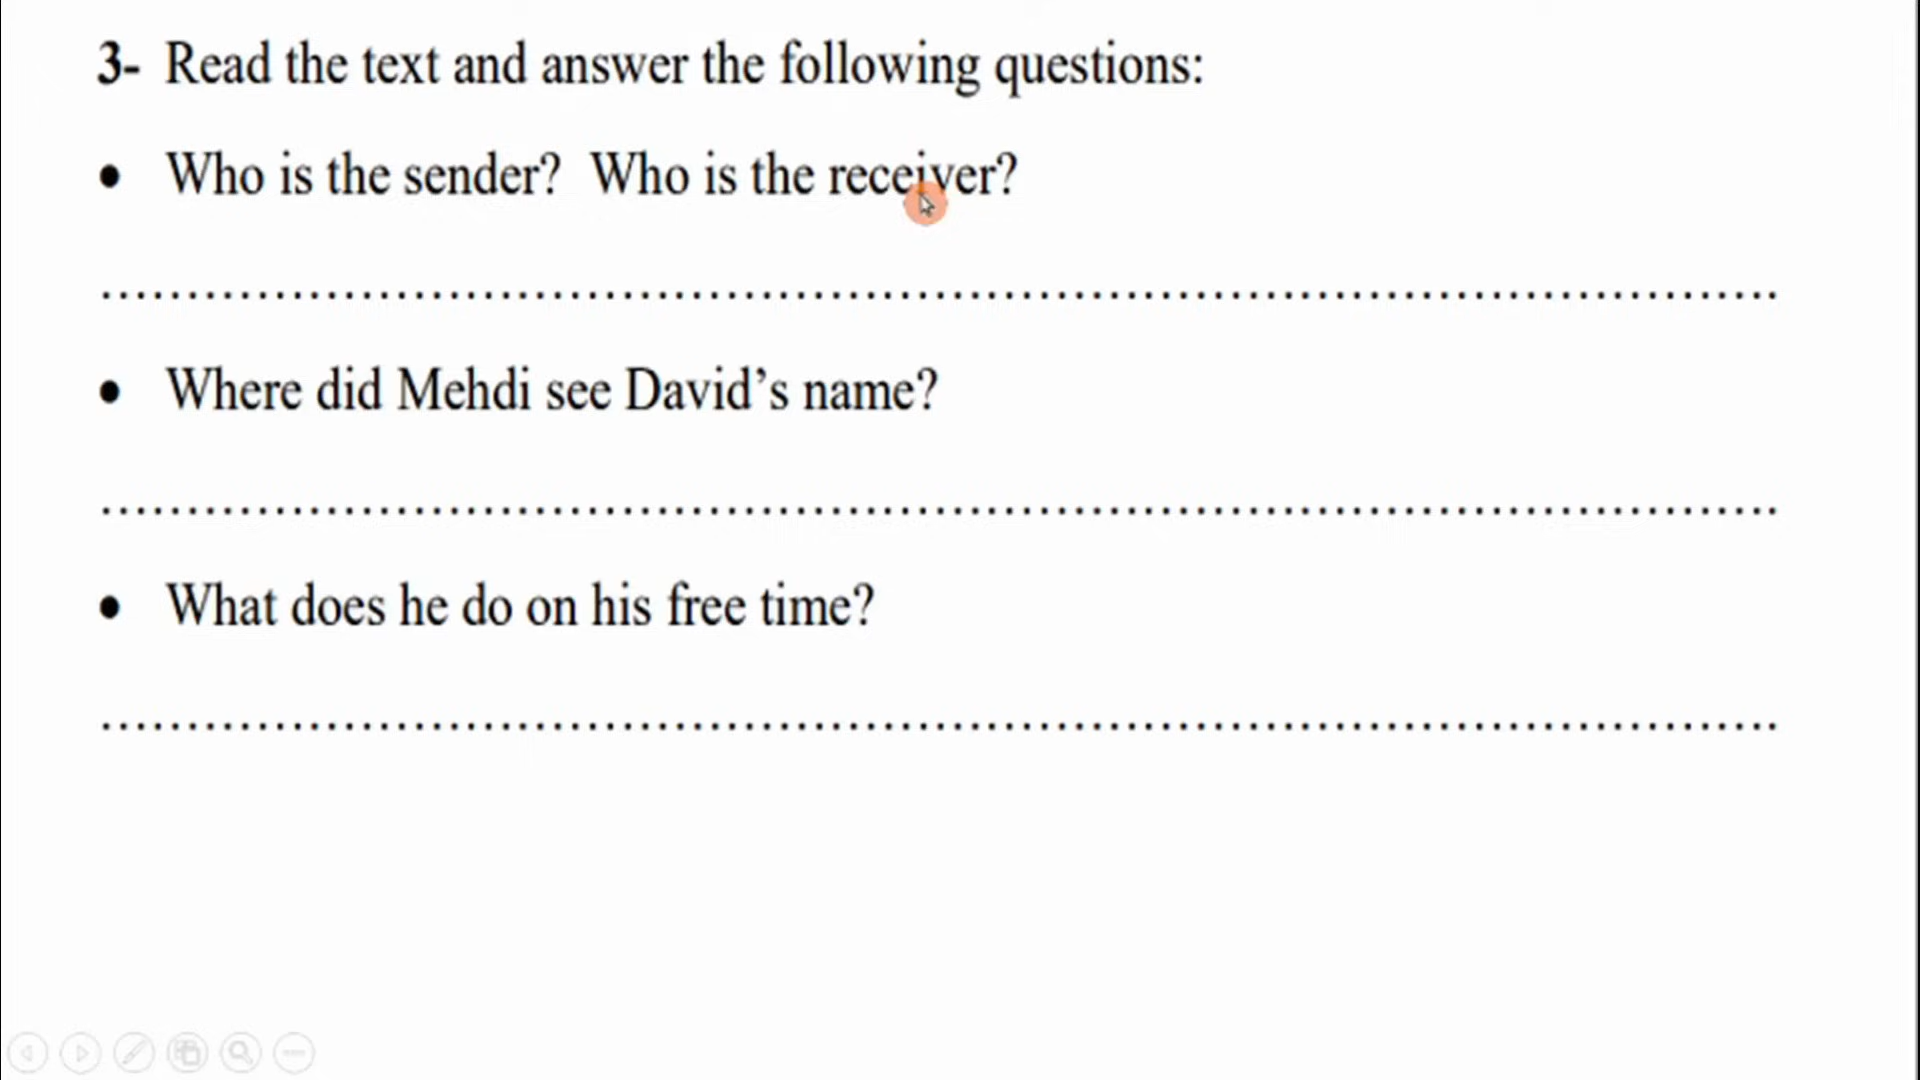 3- Read the text and answer the following questions:
• Who is the sender? Who is the receiver?
................................................................................................
• Where did Mehdi see David’s name?
................................................................................................
• What does he do on his free time?
................................................................................................